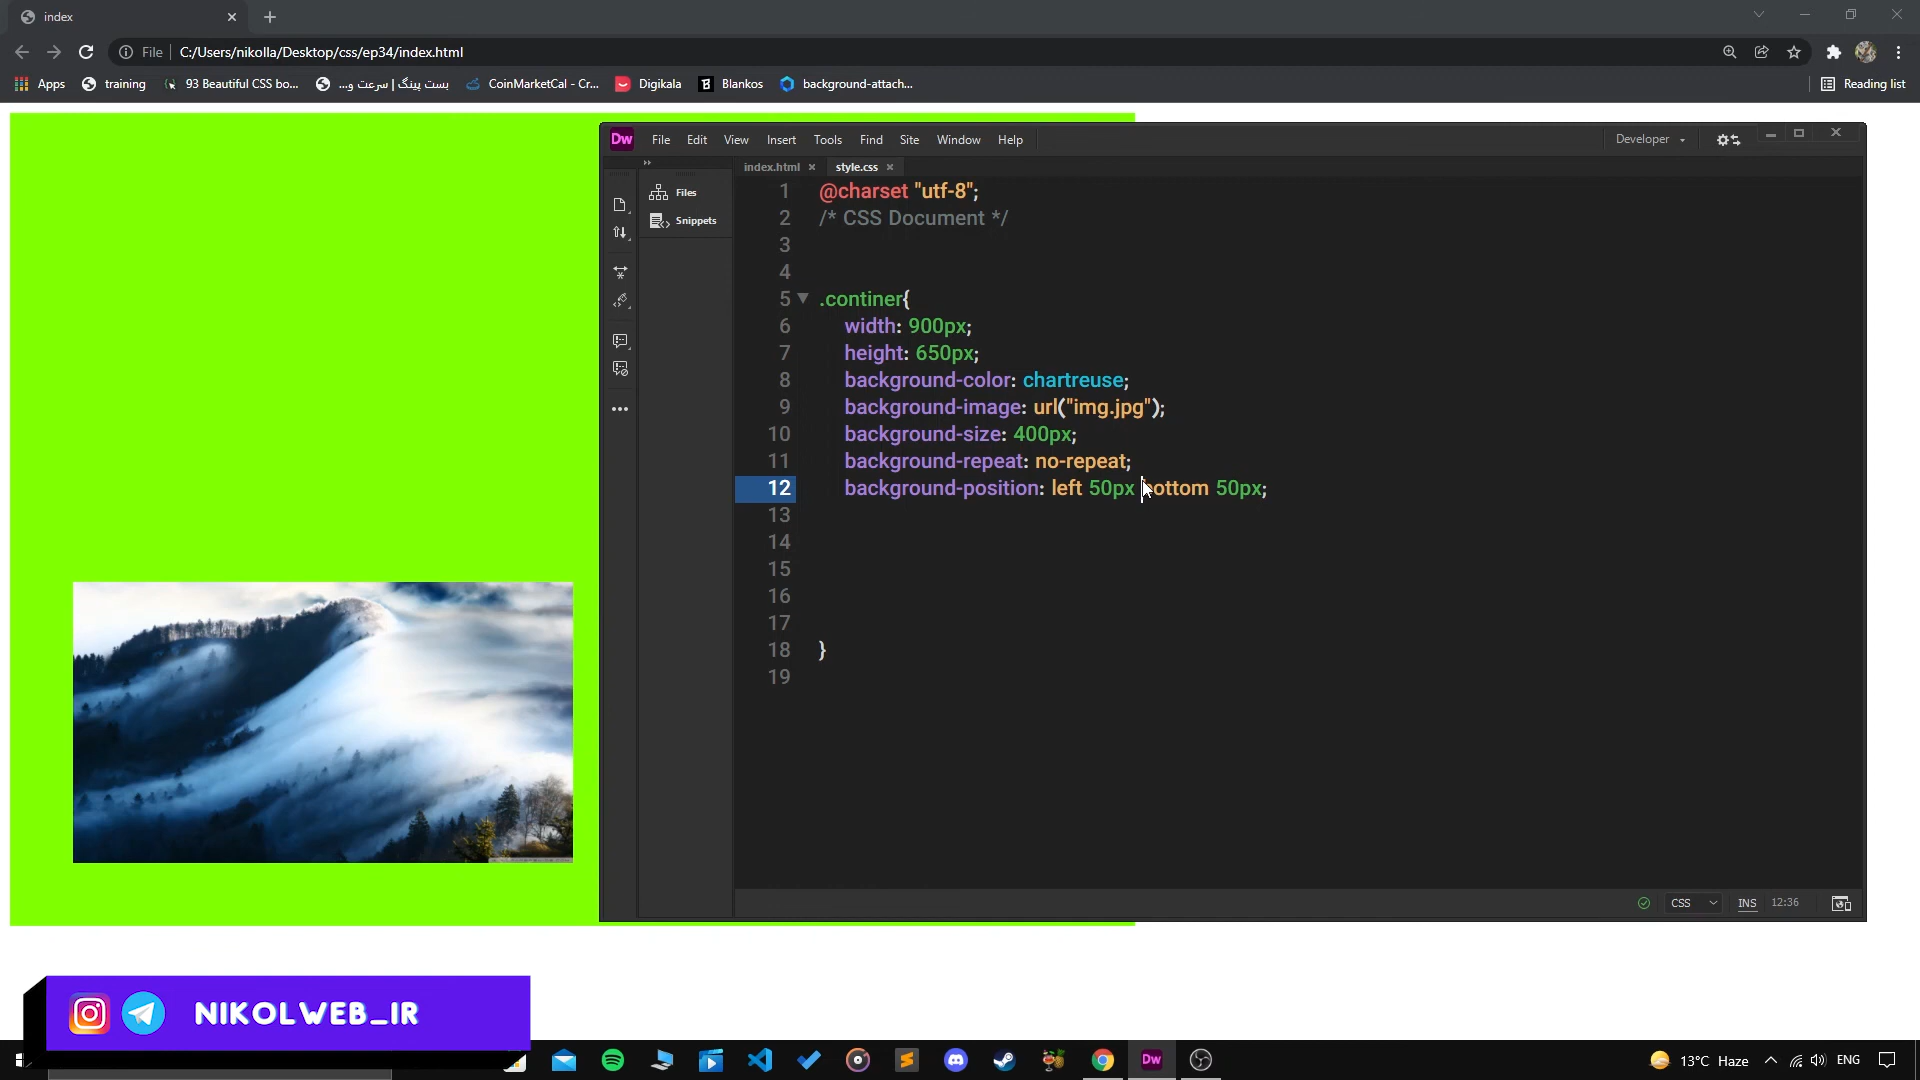 index
File C:/Users/nikolla/Desktop/css/ep34/index.html
Apps training 93 Beautiful CSS bo... بست پینگ | سرعت و... CoinMarketCal - Cr... Digikala Blankos background-attach... Reading list
Dw File Edit View Insert Tools Find Site Window Help Developer
index.html style.css
Files
Snippets
1 @charset "utf-8";
2 /* CSS Document */
3
4
5 .continer{
6 width: 900px;
7 height: 650px;
8 background-color: chartreuse;
9 background-image: url("img.jpg");
10 background-size: 400px;
11 background-repeat: no-repeat;
12 background-position: left 50px bottom 50px;
13
14
15
16
17
18 }
19
CSS INS 12:36
NIKOLWEB_IR
Dw 13°C Haze ENG